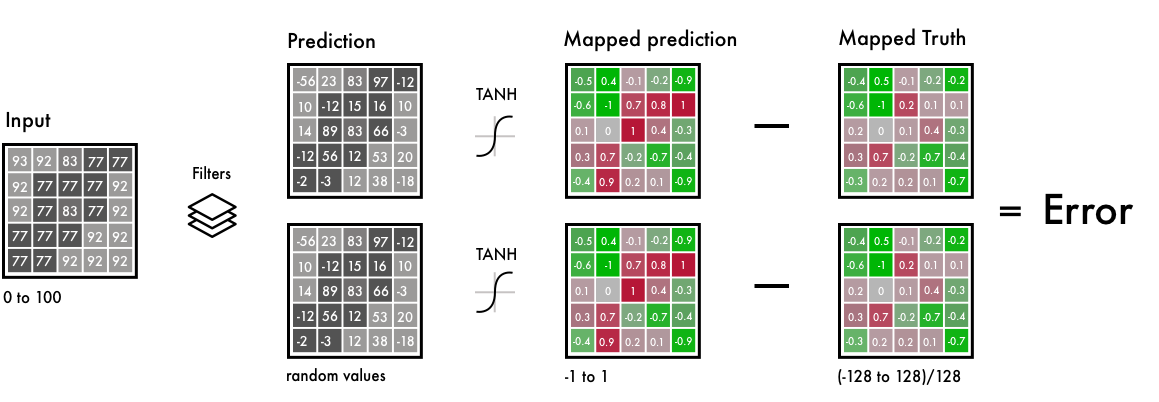 Prediction
Mapped prediction
Mapped Truth
-56 23 83 97 -12
10 -12 15 16 10
14 89 83 66 -3
-12 56 12 53 20
-2 -3 12 38 -18
TANH
-0.5 0.4 -0.1 -0.2 -0.9
-0.6 -1 0.7 0.8 1
0.1 0 1 0.4 -0.3
0.3 0.7 -0.2 -0.7 -0.4
-0.4 0.9 0.2 0.1 -0.9
—
-0.4 0.5 -0.1 -0.2 -0.2
-0.6 -1 0.2 0.1 0.1
0.2 0 0.1 0.4 -0.3
0.3 0.7 -0.2 -0.7 -0.4
-0.3 0.2 0.2 0.1 -0.7
Input
93 92 83 77 77
92 77 77 77 92
92 77 83 77 92
77 77 77 92 92
77 77 92 92 92
0 to 100
Filters
= Error
-56 23 83 97 -12
10 -12 15 16 10
14 89 83 66 -3
-12 56 12 53 20
-2 -3 12 38 -18
random values
TANH
-0.5 0.4 -0.1 -0.2 -0.9
-0.6 -1 0.7 0.8 1
0.1 0 1 0.4 -0.3
0.3 0.7 -0.2 -0.7 -0.4
-0.4 0.9 0.2 0.1 -0.9
-1 to 1
—
-0.4 0.5 -0.1 -0.2 -0.2
-0.6 -1 0.2 0.1 0.1
0.2 0 0.1 0.4 -0.3
0.3 0.7 -0.2 -0.7 -0.4
-0.3 0.2 0.2 0.1 -0.7
(-128 to 128)/128